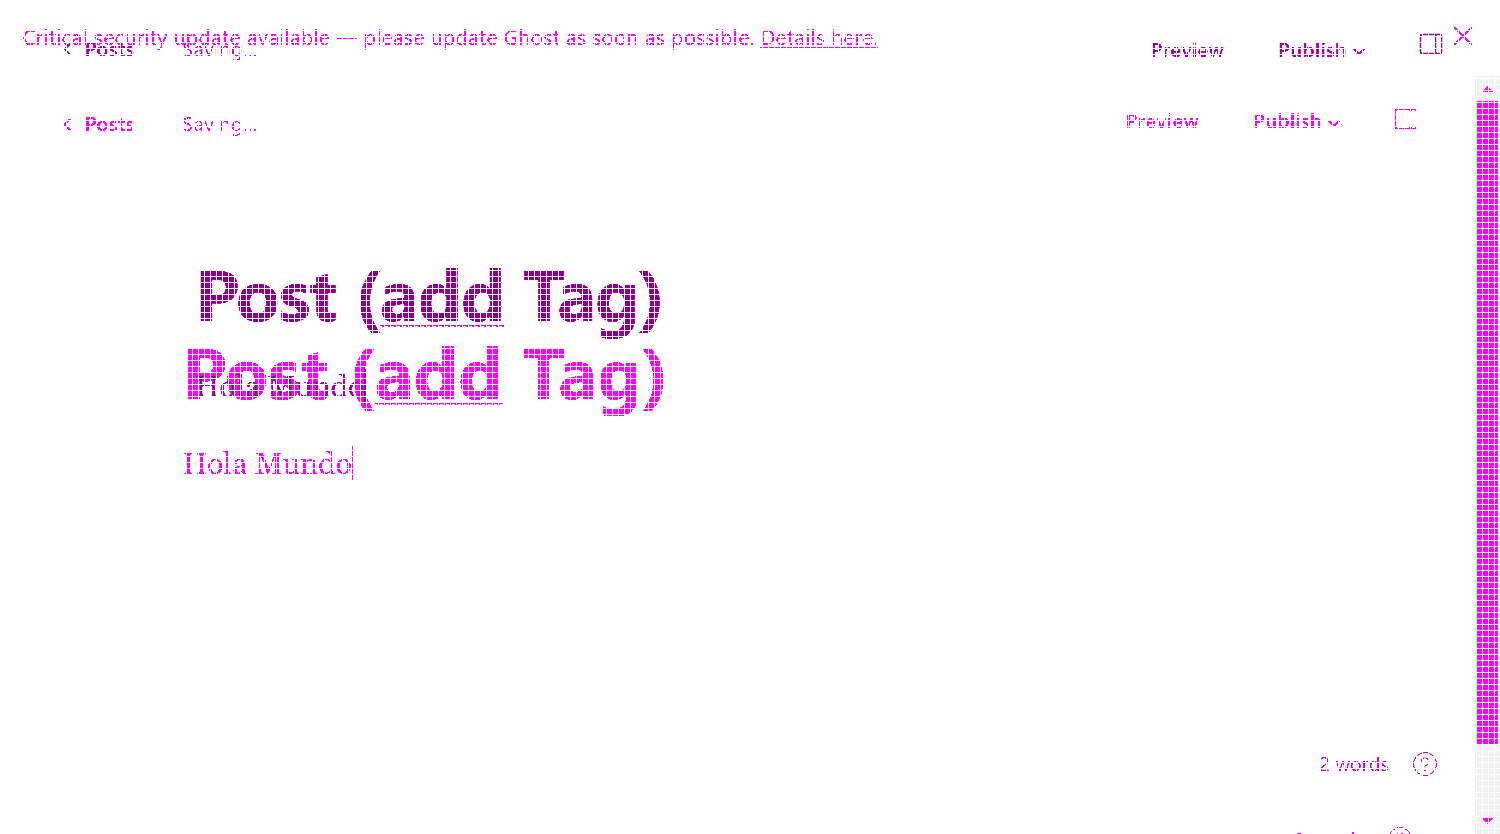 Critical security update available — please update Ghost as soon as possible. Details here.
Posts Saving... Preview Publish
Posts Saving... Preview Publish
Post (add Tag)
Post (add Tag)
Hola Mundo
Hola Mundo
2 words